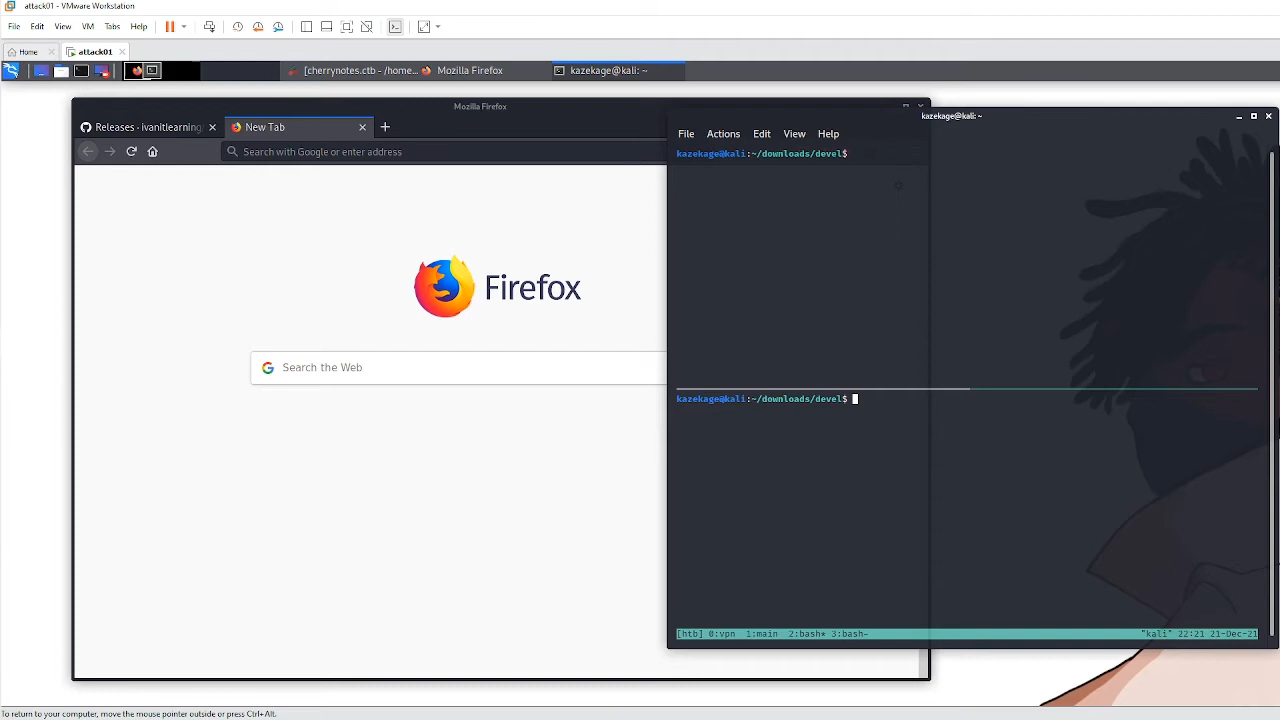 attack01 - VMware Workstation
File Edit View VM Tabs Help
Home attack01
[cherrynotes.ctb - /home... Mozilla Firefox kazekage@kali: ~
Mozilla Firefox
Releases · ivanitlearning New Tab
Search with Google or enter address
Firefox
Search the Web
kazekage@kali:~
File Actions Edit View Help
kazekage@kali:~/downloads/devel$
kazekage@kali:~/downloads/devel$
[htb] 0:vpn 1:main 2:bash* 3:bash- "kali" 22:21 21-Dec-21
To return to your computer, move the mouse pointer outside or press Ctrl+Alt.